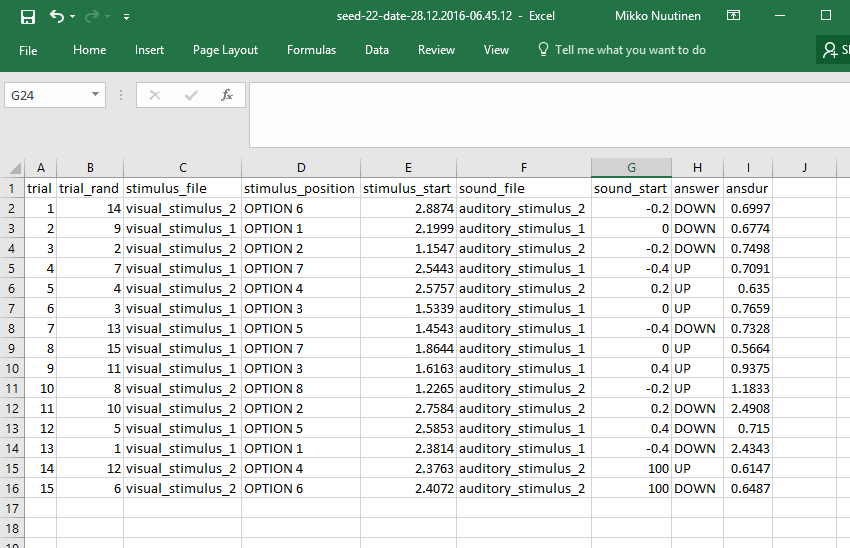 seed-22-date-28.12.2016-06.45.12 - Excel Mikko Nuutinen
File Home Insert Page Layout Formulas Data Review View Tell me what you want to do
G24 fx
A B C D E F G H I J
1 trial trial_rand stimulus_file stimulus_position stimulus_start sound_file sound_start answer ansdur
2 1 14 visual_stimulus_2 OPTION 6 2.8874 auditory_stimulus_2 -0.2 DOWN 0.6997
3 2 9 visual_stimulus_1 OPTION 1 2.1999 auditory_stimulus_1 0 DOWN 0.6774
4 3 2 visual_stimulus_2 OPTION 2 1.1547 auditory_stimulus_2 -0.2 DOWN 0.7498
5 4 7 visual_stimulus_1 OPTION 7 2.5443 auditory_stimulus_1 -0.4 UP 0.7091
6 5 4 visual_stimulus_2 OPTION 4 2.5757 auditory_stimulus_2 0.2 UP 0.635
7 6 3 visual_stimulus_1 OPTION 3 1.5339 auditory_stimulus_1 0 UP 0.7659
8 7 13 visual_stimulus_1 OPTION 5 1.4543 auditory_stimulus_1 -0.4 DOWN 0.7328
9 8 15 visual_stimulus_1 OPTION 7 1.8644 auditory_stimulus_1 0 UP 0.5664
10 9 11 visual_stimulus_1 OPTION 3 1.6163 auditory_stimulus_1 0.4 UP 0.9375
11 10 8 visual_stimulus_2 OPTION 8 1.2265 auditory_stimulus_2 -0.2 UP 1.1833
12 11 10 visual_stimulus_2 OPTION 2 2.7584 auditory_stimulus_2 0.2 DOWN 2.4908
13 12 5 visual_stimulus_1 OPTION 5 2.5853 auditory_stimulus_1 0.4 DOWN 0.715
14 13 1 visual_stimulus_1 OPTION 1 2.3814 auditory_stimulus_1 -0.4 DOWN 2.4343
15 14 12 visual_stimulus_2 OPTION 4 2.3763 auditory_stimulus_2 100 UP 0.6147
16 15 6 visual_stimulus_2 OPTION 6 2.4072 auditory_stimulus_2 100 DOWN 0.6487
17
18